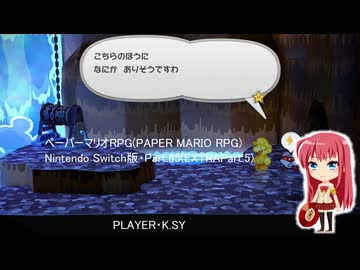 こちらのほうに
なにか ありそうですわ
ペーパーマリオRPG(PAPER MARIO RPG)
Nintendo Switch版・Part.65(EXTRAPart.5)
PLAYER・K.SY